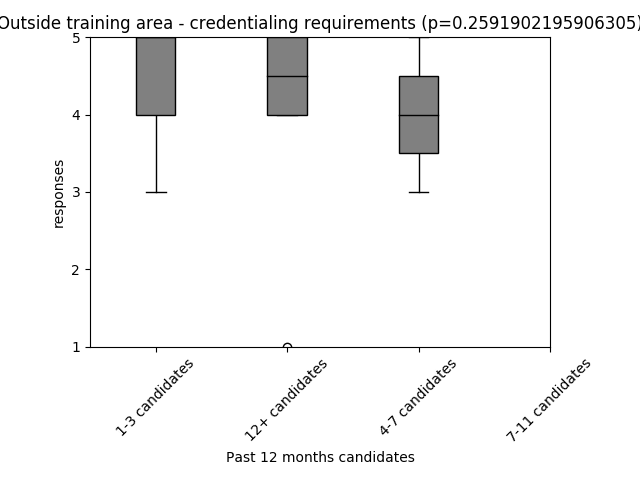 Outside training area - credentialing requirements (p=0.2591902195906305)
5
4
3
2
1
responses
1-3 candidates
12+ candidates
4-7 candidates
7-11 candidates
Past 12 months candidates